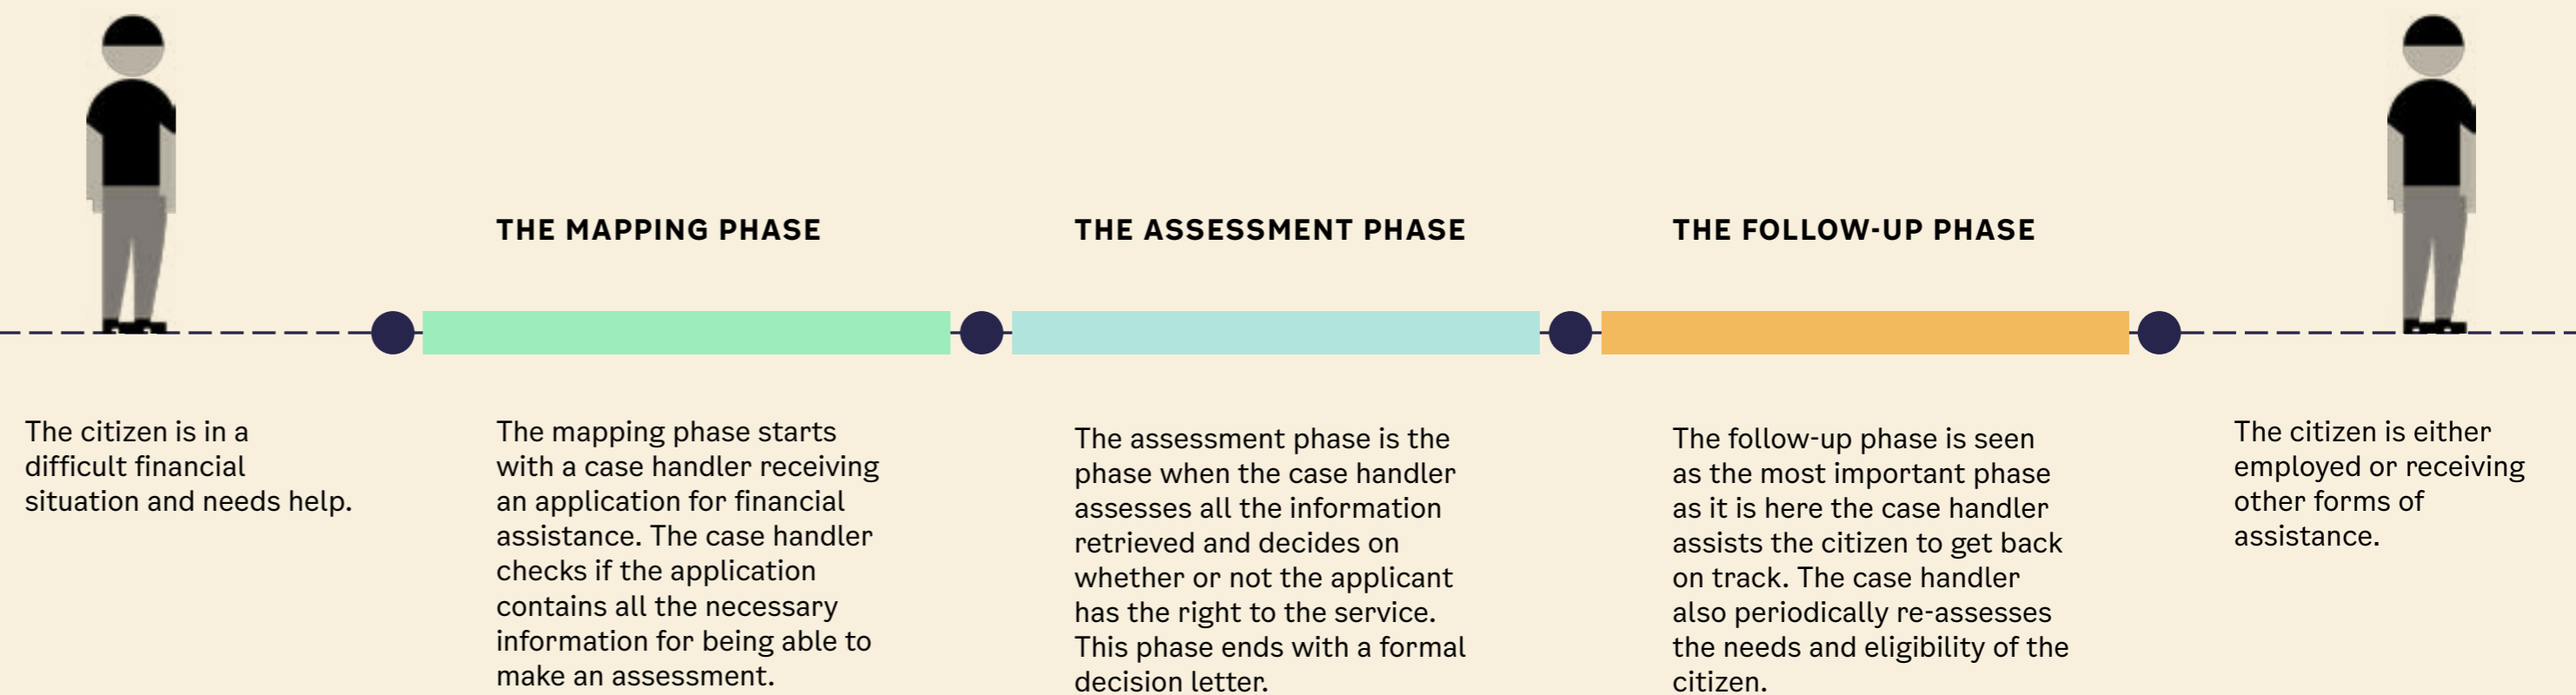 THE MAPPING PHASE
THE ASSESSMENT PHASE
THE FOLLOW-UP PHASE
The citizen is in a
difficult financial
situation and needs help.
The mapping phase starts
with a case handler receiving
an application for financial
assistance. The case handler
checks if the application
contains all the necessary
information for being able to
make an assessment.
The assessment phase is the
phase when the case handler
assesses all the information
retrieved and decides on
whether or not the applicant
has the right to the service.
This phase ends with a formal
decision letter.
The follow-up phase is seen
as the most important phase
as it is here the case handler
assists the citizen to get back
on track. The case handler
also periodically re-assesses
the needs and eligibility of the
citizen.
The citizen is either
employed or receiving
other forms of
assistance.